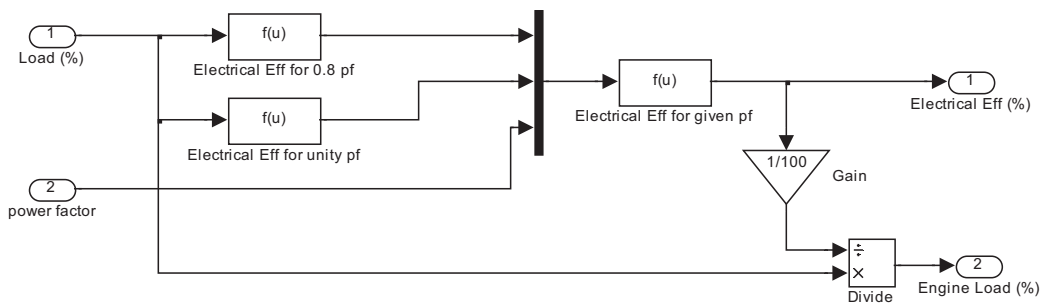 1
Load (%)
f(u)
Electrical Eff for 0.8 pf
f(u)
Electrical Eff for unity pf
2
power factor
f(u)
Electrical Eff for given pf
1
Electrical Eff (%)
1/100
Gain
÷
×
Divide
2
Engine Load (%)